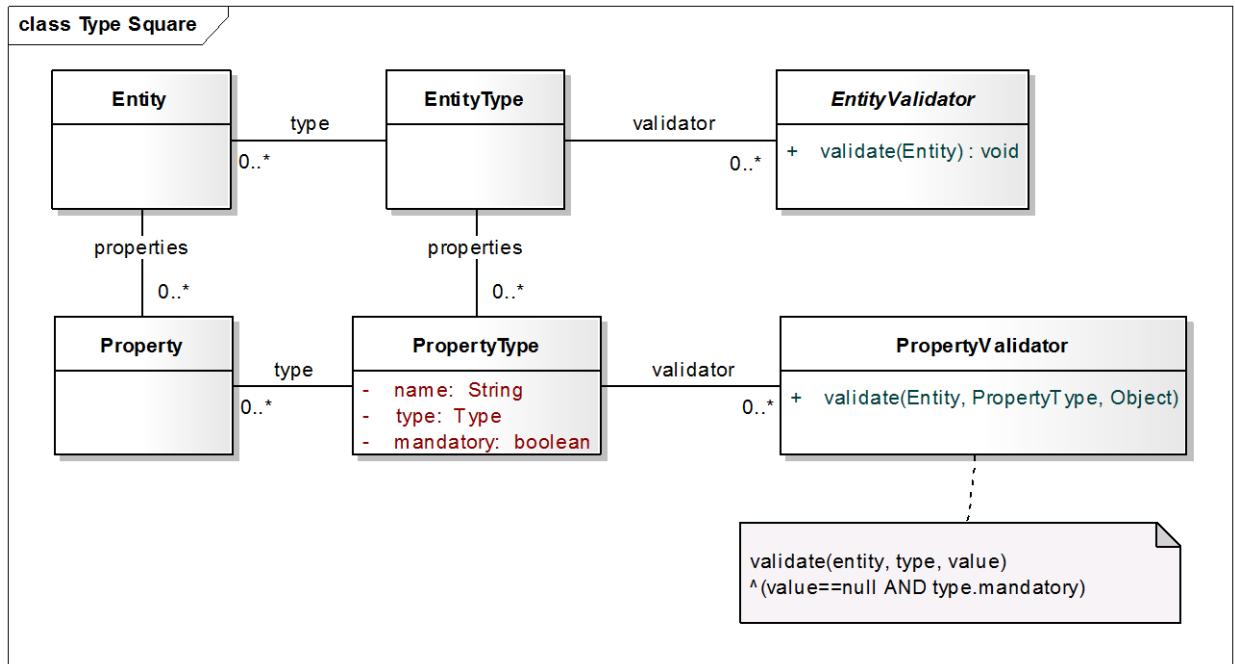 class Type Square
Entity
type
0..*
EntityType
validator
0..*
EntityValidator
+ validate(Entity) : void
properties
0..*
properties
0..*
Property
type
0..*
PropertyType
- name: String
- type: Type
- mandatory: boolean
validator
0..*
PropertyValidator
+ validate(Entity, PropertyType, Object)
validate(entity, type, value)
^(value==null AND type.mandatory)